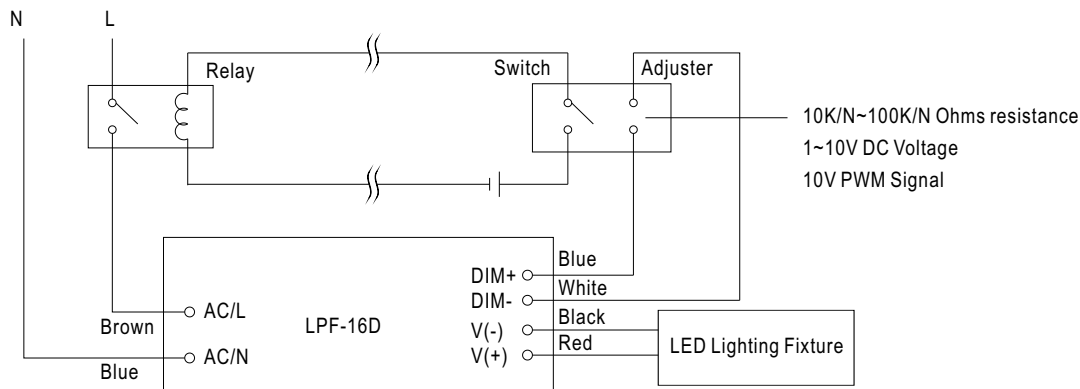 N
L
Relay
Switch
Adjuster
10K/N~100K/N Ohms resistance
1~10V DC Voltage
10V PWM Signal
DIM+
Blue
DIM-
White
AC/L
Brown
LPF-16D
V(-)
Black
LED Lighting Fixture
V(+)
Red
AC/N
Blue